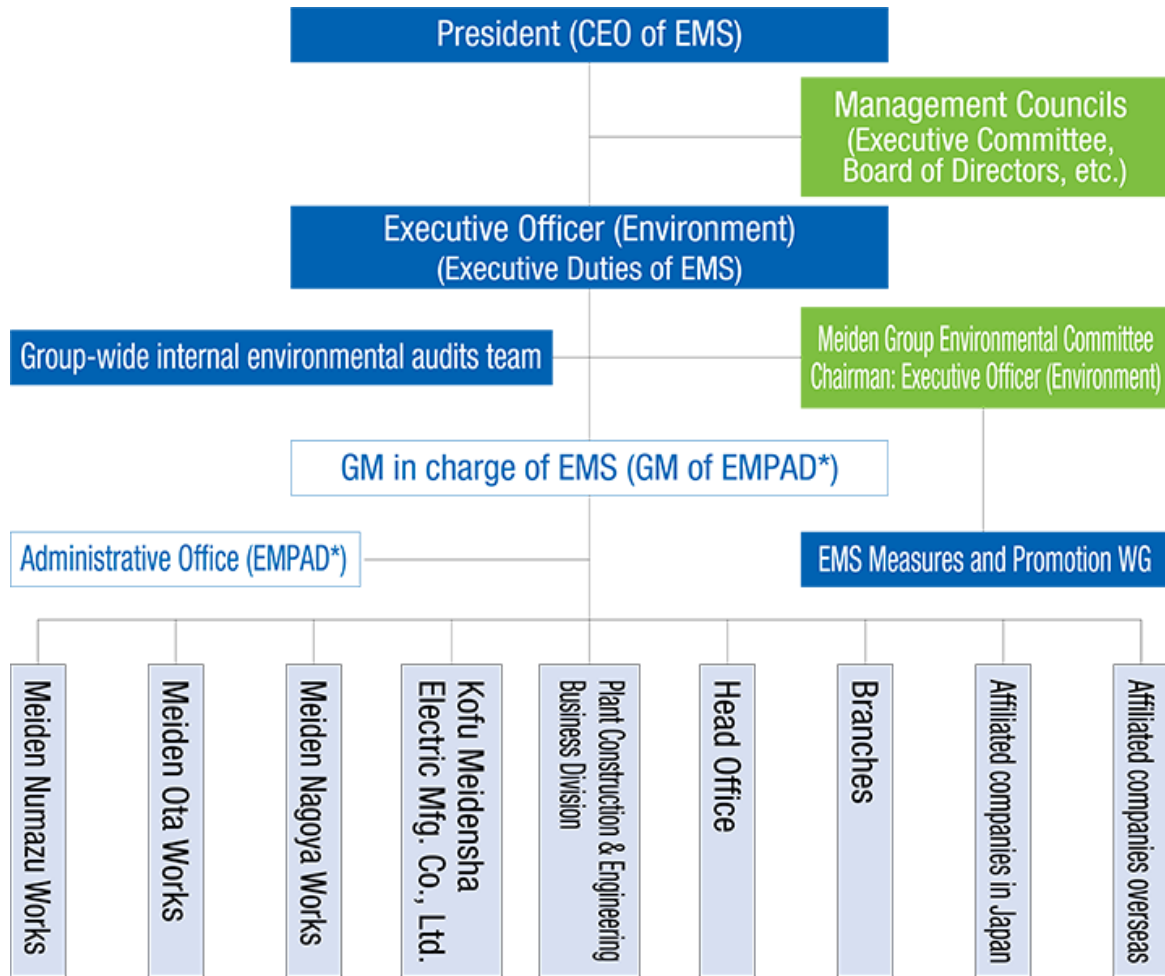 President (CEO of EMS)
Management Councils
(Executive Committee,
Board of Directors, etc.)
Executive Officer (Environment)
(Executive Duties of EMS)
Group-wide internal environmental audits team
Meiden Group Environmental Committee
Chairman: Executive Officer (Environment)
GM in charge of EMS (GM of EMPAD*)
Administrative Office (EMPAD*)
EMS Measures and Promotion WG
Meiden Numazu Works
Meiden Ota Works
Meiden Nagoya Works
Kofu Meidensha
Electric Mfg. Co., Ltd.
Plant Construction & Engineering
Business Division
Head Office
Branches
Affiliated companies in Japan
Affiliated companies overseas